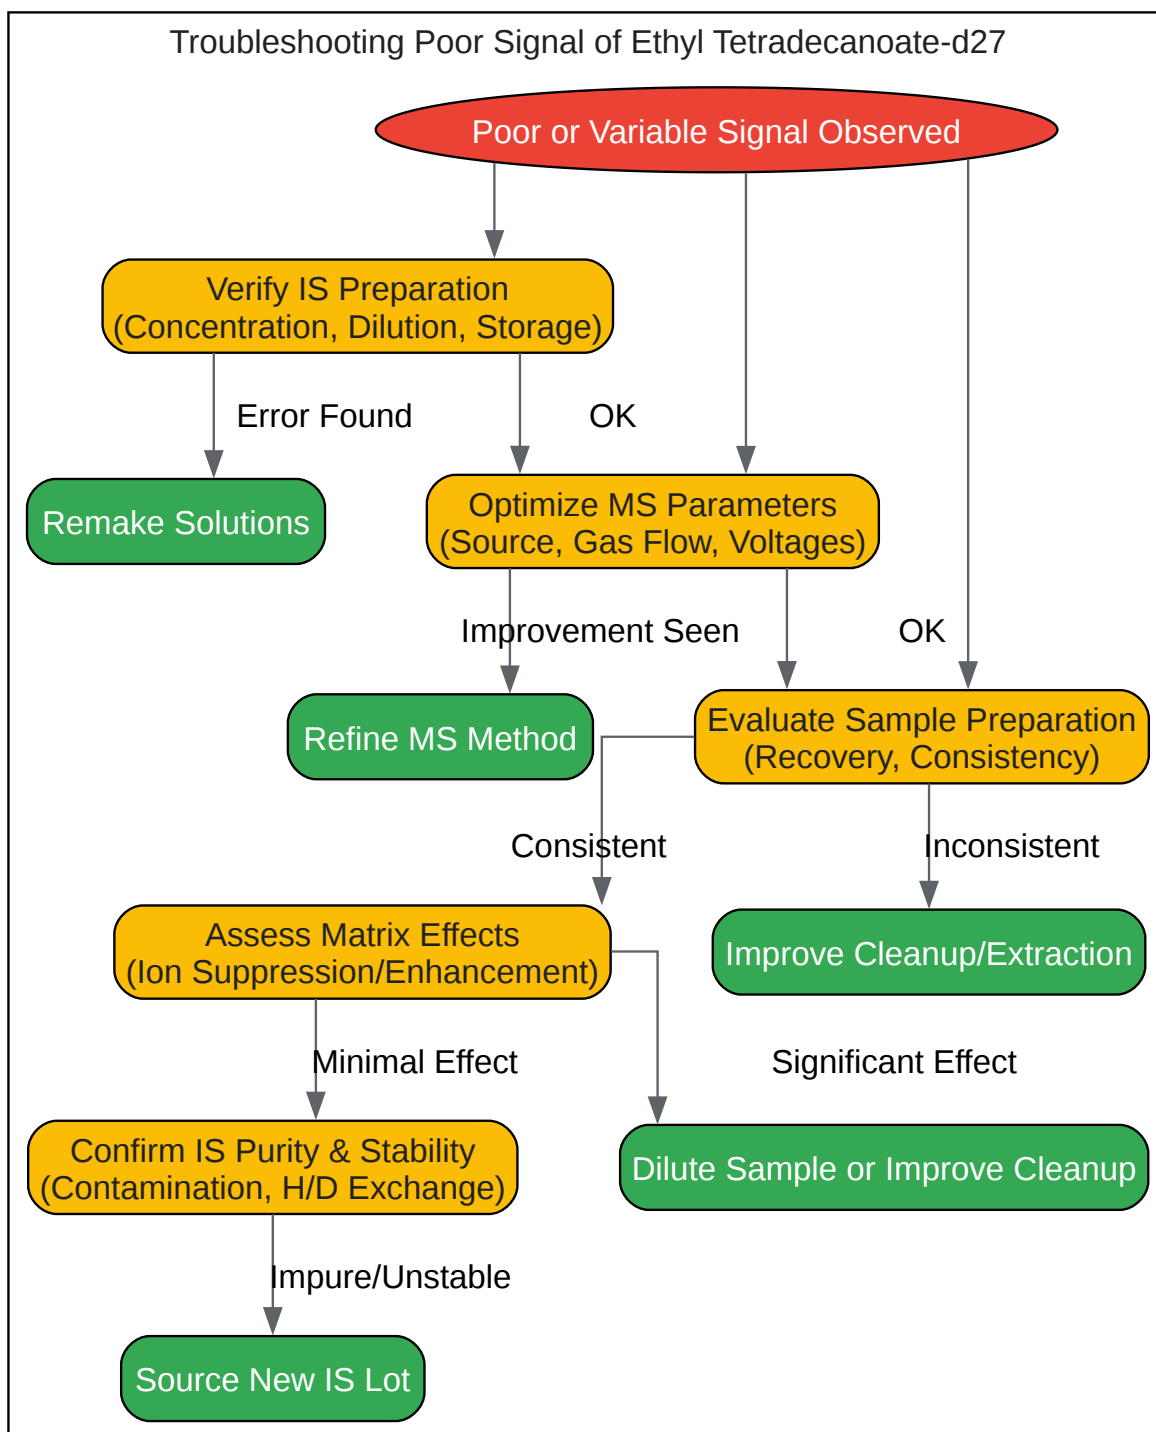 Troubleshooting Poor Signal of Ethyl Tetradecanoate-d27
Poor or Variable Signal Observed
Verify IS Preparation
(Concentration, Dilution, Storage)
Error Found
OK
Remake Solutions
Optimize MS Parameters
(Source, Gas Flow, Voltages)
Improvement Seen
OK
Refine MS Method
Evaluate Sample Preparation
(Recovery, Consistency)
Consistent
Inconsistent
Assess Matrix Effects
(Ion Suppression/Enhancement)
Improve Cleanup/Extraction
Minimal Effect
Significant Effect
Confirm IS Purity & Stability
(Contamination, H/D Exchange)
Dilute Sample or Improve Cleanup
Impure/Unstable
Source New IS Lot